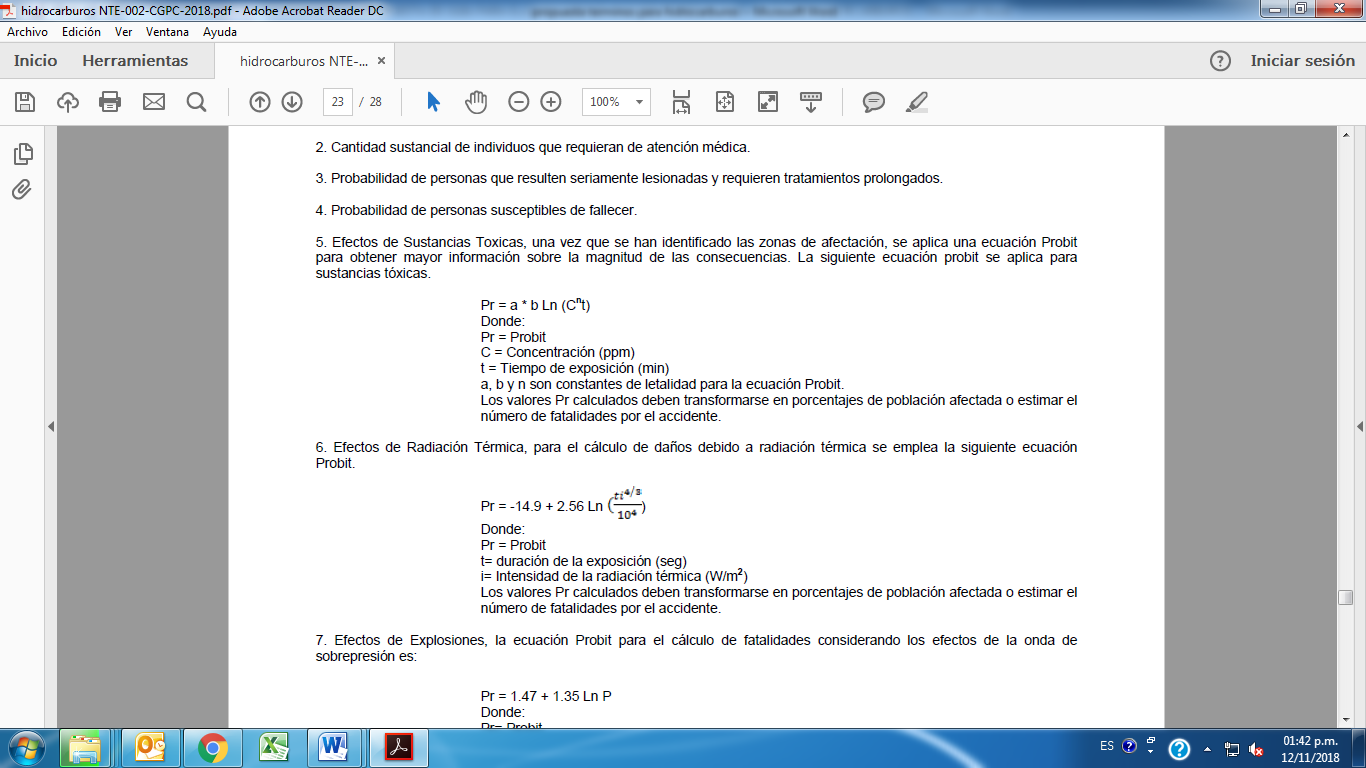 hidrocarburos NTE-002-CGPC-2018.pdf - Adobe Acrobat Reader DC
Archivo Edición Ver Ventana Ayuda
Inicio Herramientas hidrocarburos NTE-... × Iniciar sesión
23 / 28 100%
2. Cantidad sustancial de individuos que requieran de atención médica.
3. Probabilidad de personas que resulten seriamente lesionadas y requieren tratamientos prolongados.
4. Probabilidad de personas susceptibles de fallecer.
5. Efectos de Sustancias Toxicas, una vez que se han identificado las zonas de afectación, se aplica una ecuación Probit
para obtener mayor información sobre la magnitud de las consecuencias. La siguiente ecuación probit se aplica para
sustancias tóxicas.
Pr = a * b Ln (Cⁿt)
Donde:
Pr = Probit
C = Concentración (ppm)
t = Tiempo de exposición (min)
a, b y n son constantes de letalidad para la ecuación Probit.
Los valores Pr calculados deben transformarse en porcentajes de población afectada o estimar el
número de fatalidades por el accidente.
6. Efectos de Radiación Térmica, para el cálculo de daños debido a radiación térmica se emplea la siguiente ecuación
Probit.
Pr = -14.9 + 2.56 Ln (ti^4/3 / 10^4)
Donde:
Pr = Probit
t= duración de la exposición (seg)
i= Intensidad de la radiación térmica (W/m²)
Los valores Pr calculados deben transformarse en porcentajes de población afectada o estimar el
número de fatalidades por el accidente.
7. Efectos de Explosiones, la ecuación Probit para el cálculo de fatalidades considerando los efectos de la onda de
sobrepresión es:
Pr = 1.47 + 1.35 Ln P
Donde:
Pr= Probit
ES 01:42 p.m.
12/11/2018